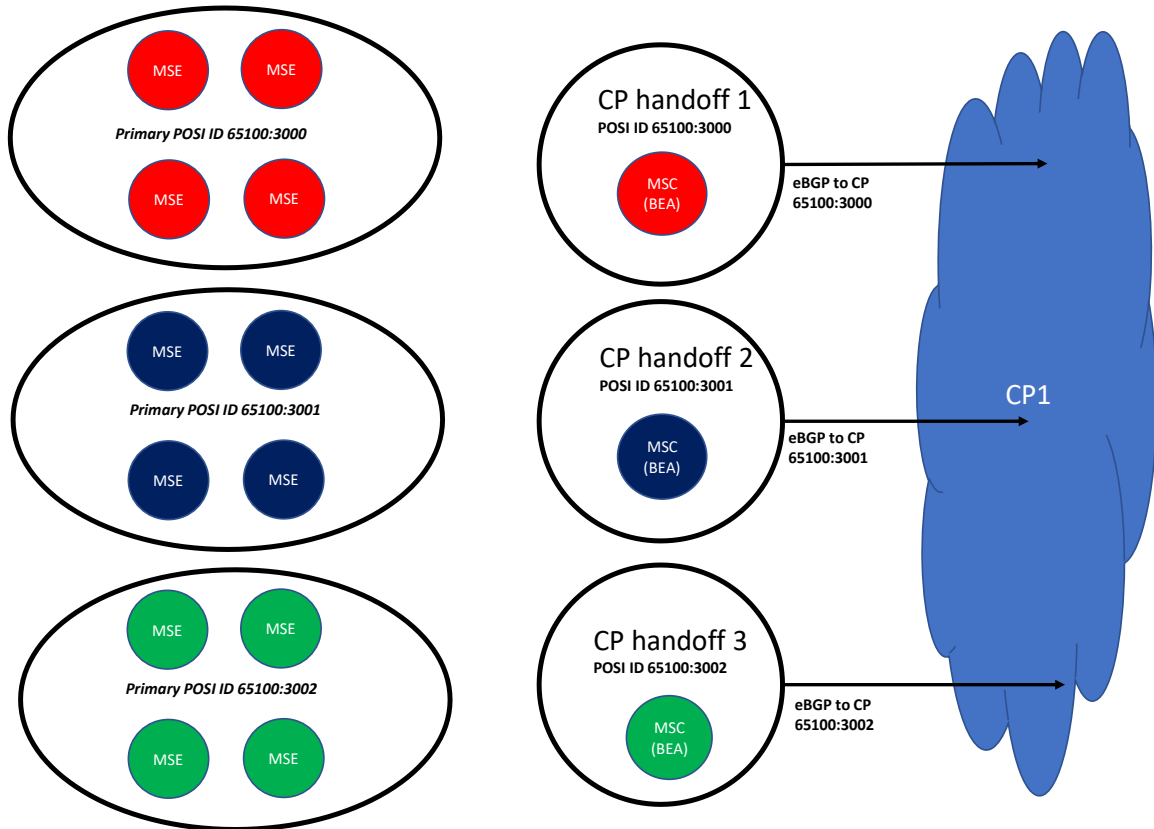 MSE
MSE
Primary POSI ID 65100:3000
MSE
MSE
CP handoff 1
POSI ID 65100:3000
MSC
(BEA)
eBGP to CP
65100:3000
MSE
MSE
Primary POSI ID 65100:3001
MSE
MSE
CP handoff 2
POSI ID 65100:3001
MSC
(BEA)
eBGP to CP
65100:3001
CP1
MSE
MSE
Primary POSI ID 65100:3002
MSE
MSE
CP handoff 3
POSI ID 65100:3002
MSC
(BEA)
eBGP to CP
65100:3002